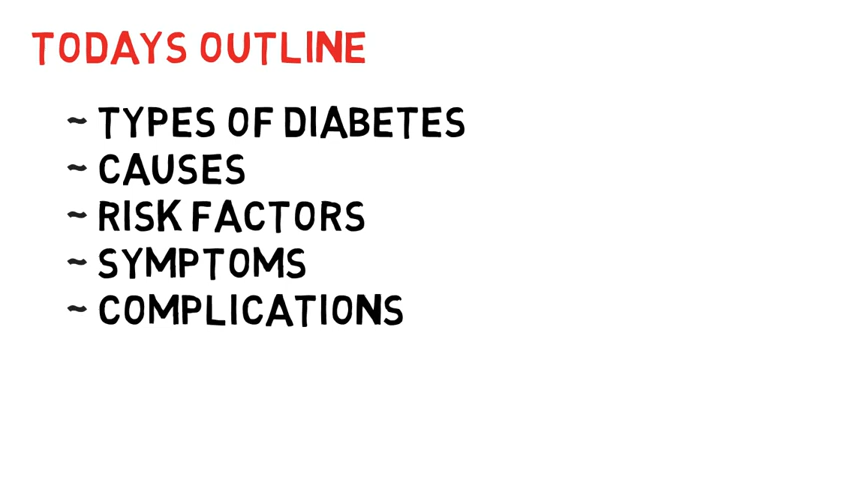 TODAYS OUTLINE
~ TYPES OF DIABETES
~ CAUSES
~ RISK FACTORS
~ SYMPTOMS
~ COMPLICATIONS